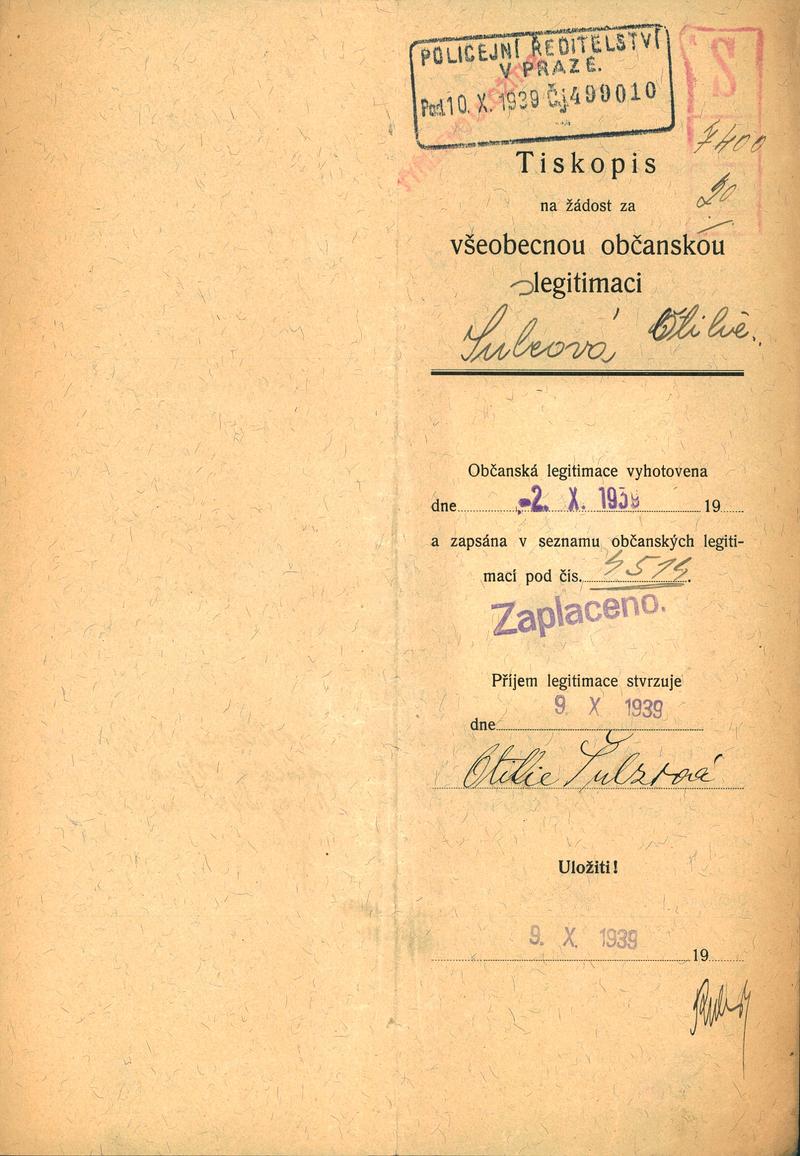 POLICEJNÍ ŘEDITELSTVÍ
V PRAZE.
Pod 10. X. 1939 Čj 499010
7400
20
Tiskopis
na žádost za
všeobecnou občanskou
legitimaci
Šulcová Otilie.
Občanská legitimace vyhotovena
dne -2. X. 1939 19
a zapsána v seznamu občanských legiti-
mací pod čís.
Zaplaceno.
Příjem legitimace stvrzuje
9 X 1939
dne
Otilie Šulcová
Uložiti!
9. X. 1939
19